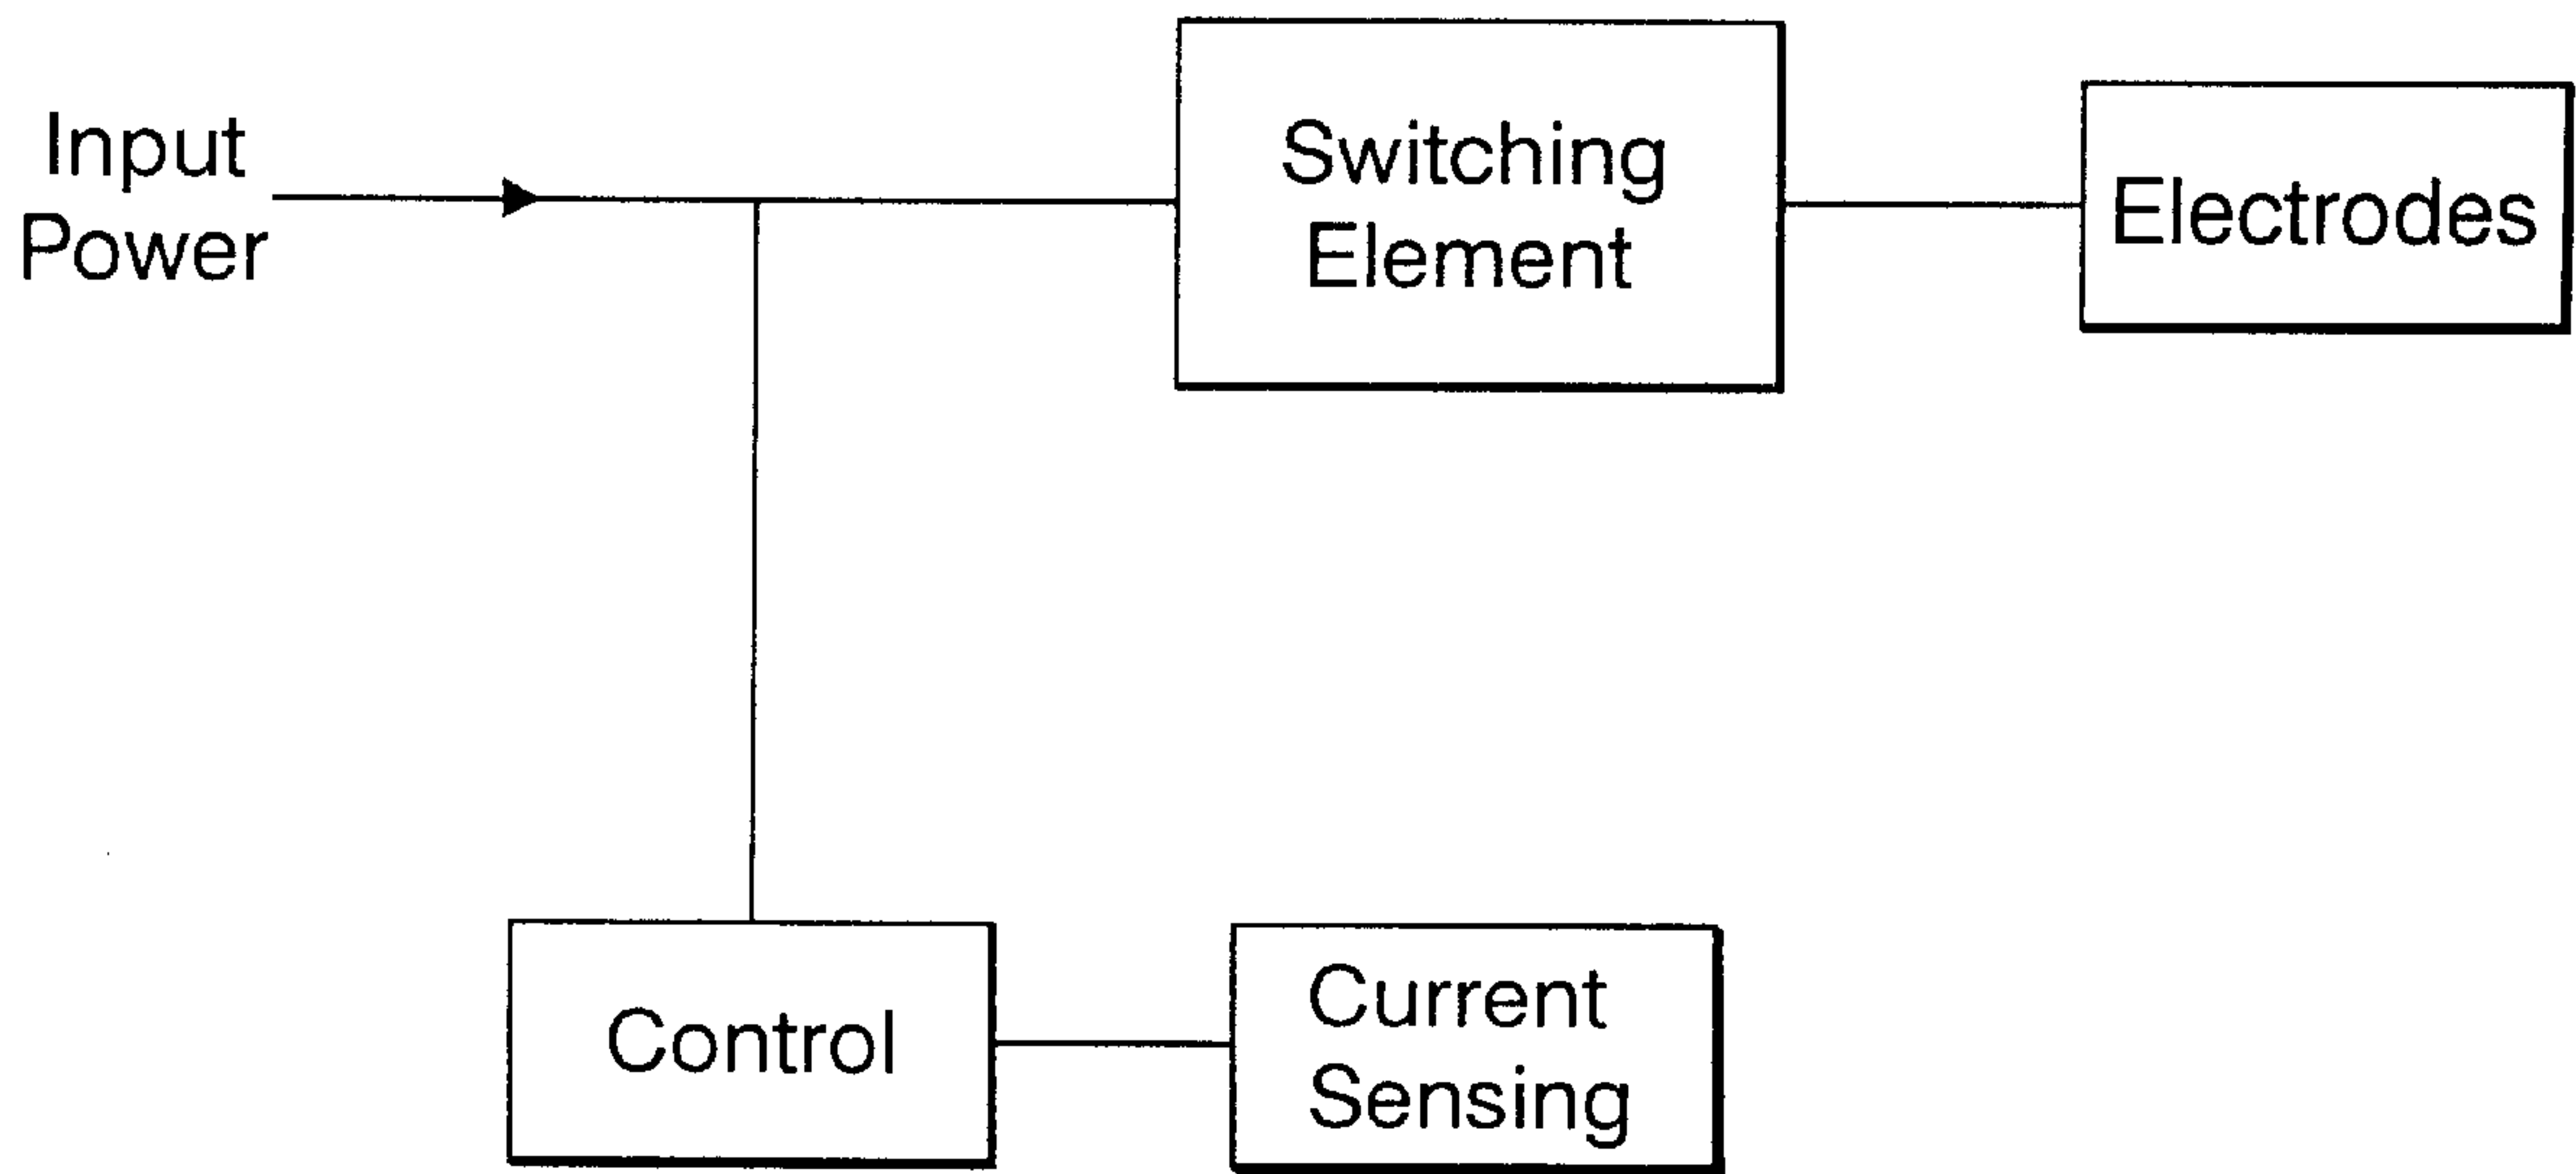 Input
Power
Switching
Element
Electrodes
Control
Current
Sensing